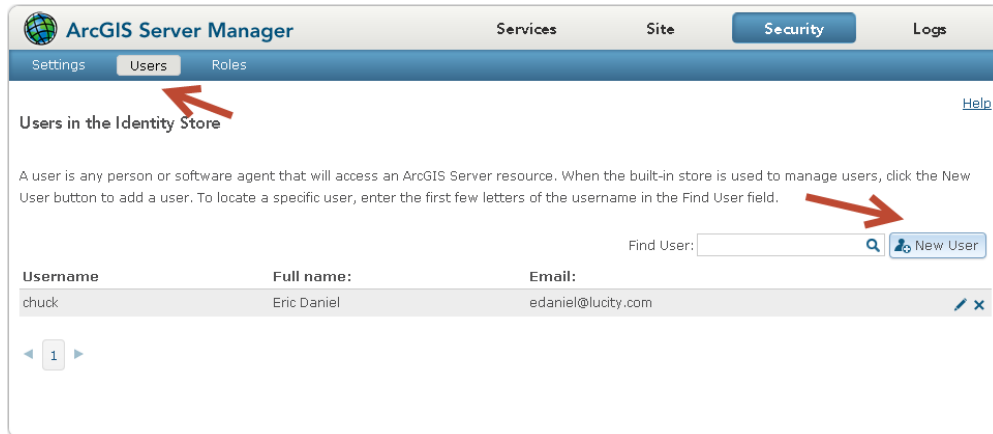 ArcGIS Server Manager
Services
Site
Security
Logs
Settings
Users
Roles
Help
Users in the Identity Store
A user is any person or software agent that will access an ArcGIS Server resource. When the built-in store is used to manage users, click the New
User button to add a user. To locate a specific user, enter the first few letters of the username in the Find User field.
Find User:
New User
Username Full name: Email:
chuck Eric Daniel edaniel@lucity.com
1